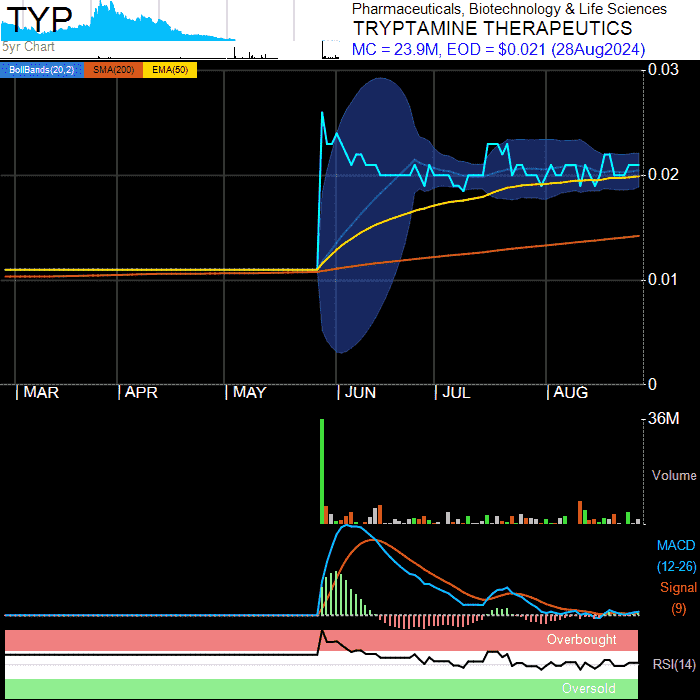 TYP
5yr Chart
Pharmaceuticals, Biotechnology & Life Sciences
TRYPTAMINE THERAPEUTICS
MC = 23.9M, EOD = $0.021 (28Aug2024)
BollBands(20,2) SMA(200) EMA(50)
0.03
0.02
0.01
0
MAR APR MAY JUN JUL AUG
36M
Volume
MACD
(12-26)
Signal
(9)
Overbought
RSI(14)
Oversold